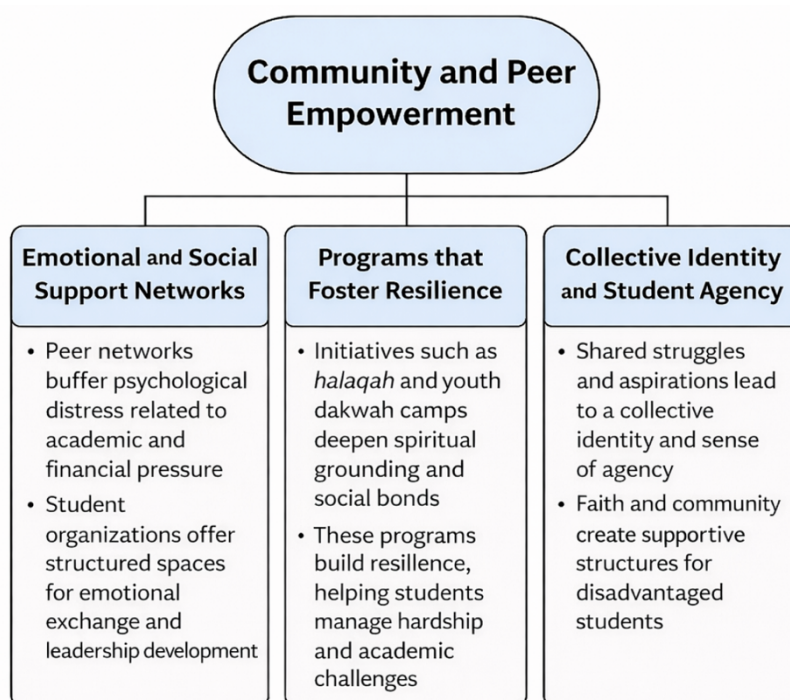 Community and Peer
Empowerment
Emotional and Social
Support Networks
• Peer networks
buffer psychological
distress related to
academic and
financial pressure
• Student
organizations offer
structured spaces
for emotional
exchange and
leadership development
Programs that
Foster Resilience
• Initiatives such as
halaqah and youth
dakwah camps
deepen spiritual
grounding and
social bonds
• These programs
build resillence,
helping students
manage hardship
and academic
challenges
Collective Identity
and Student Agency
• Shared struggles
and aspirations lead
to a collective
identity and sense
of agency
• Faith and community
create supportive
structures for
disadvantaged
students